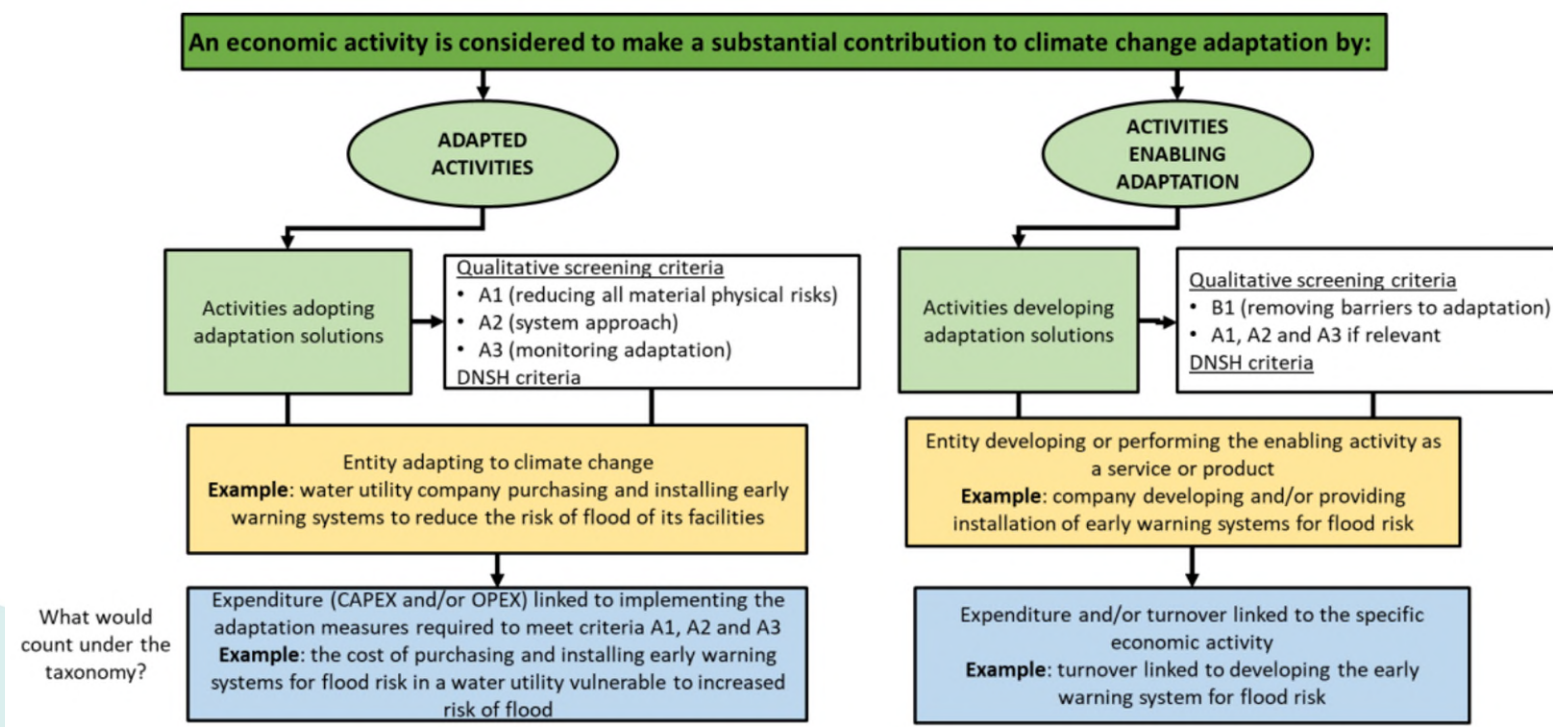 An economic activity is considered to make a substantial contribution to climate change adaptation by:
ADAPTED
ACTIVITIES
ACTIVITIES
ENABLING
ADAPTATION
Activities adopting
adaptation solutions
Qualitative screening criteria
• A1 (reducing all material physical risks)
• A2 (system approach)
• A3 (monitoring adaptation)
DNSH criteria
Activities developing
adaptation solutions
Qualitative screening criteria
• B1 (removing barriers to adaptation)
• A1, A2 and A3 if relevant
DNSH criteria
Entity adapting to climate change
Example: water utility company purchasing and installing early
warning systems to reduce the risk of flood of its facilities
Entity developing or performing the enabling activity as
a service or product
Example: company developing and/or providing
installation of early warning systems for flood risk
What would
count under the
taxonomy?
Expenditure (CAPEX and/or OPEX) linked to implementing the
adaptation measures required to meet criteria A1, A2 and A3
Example: the cost of purchasing and installing early warning
systems for flood risk in a water utility vulnerable to increased
risk of flood
Expenditure and/or turnover linked to the specific
economic activity
Example: turnover linked to developing the early
warning system for flood risk